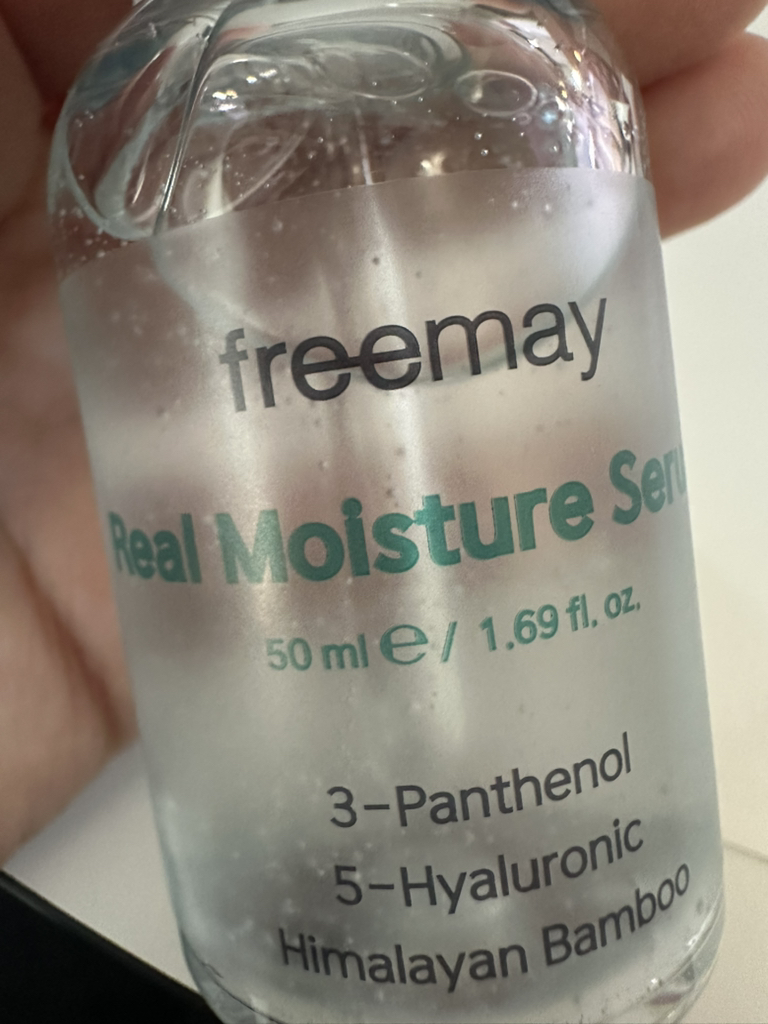 freemay
Real Moisture Seru
50 ml ℮ / 1.69 fl. oz.
3-Panthenol
5-Hyaluronic
Himalayan Bamboo